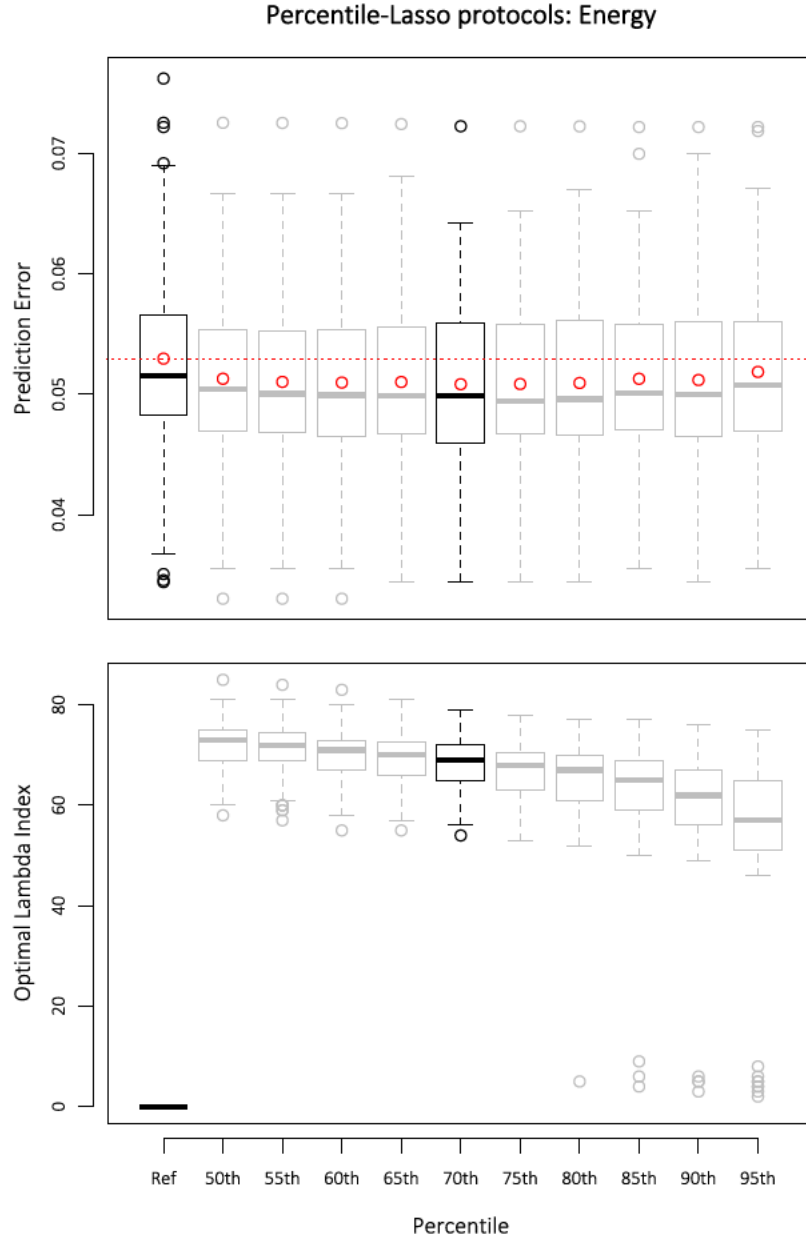 Percentile-Lasso protocols: Energy
Prediction Error
0.07
0.06
0.05
0.04
Optimal Lambda Index
80
60
40
20
0
Ref 50th 55th 60th 65th 70th 75th 80th 85th 90th 95th
Percentile